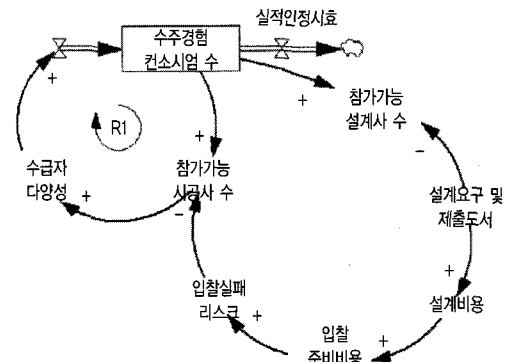 실적인정시효
수주경험
컨소시엄 수
+
+
+
참가가능
설계사 수
R1
수급자
다양성
+
참가가능
시공사 수
-
-
설계요구 및
제출도서
+
설계비용
입찰실패
리스크
+
입찰
준비비용
+